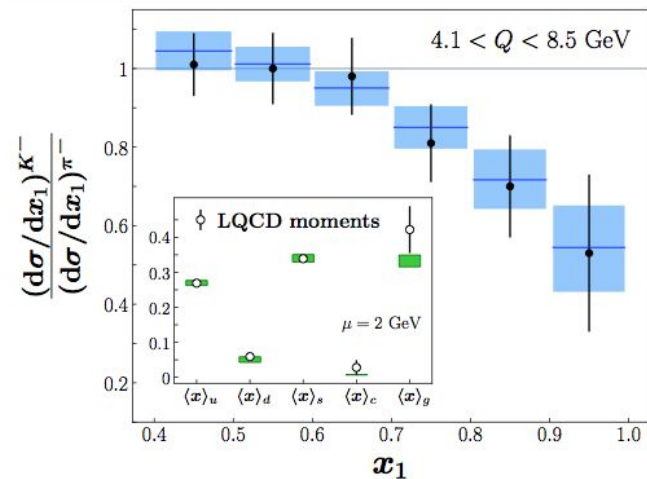 4.1 < Q < 8.5 GeV
(dσ/dx₁)^{K⁻}
(dσ/dx₁)^{π⁻}
1
0.8
0.6
0.4
0.2
LQCD moments
0.4
0.3
0.2
0.1
0
μ = 2 GeV
⟨x⟩ᵤ ⟨x⟩_d ⟨x⟩ₛ ⟨x⟩_c ⟨x⟩_g
0.4 0.5 0.6 0.7 0.8 0.9 1.0
x₁